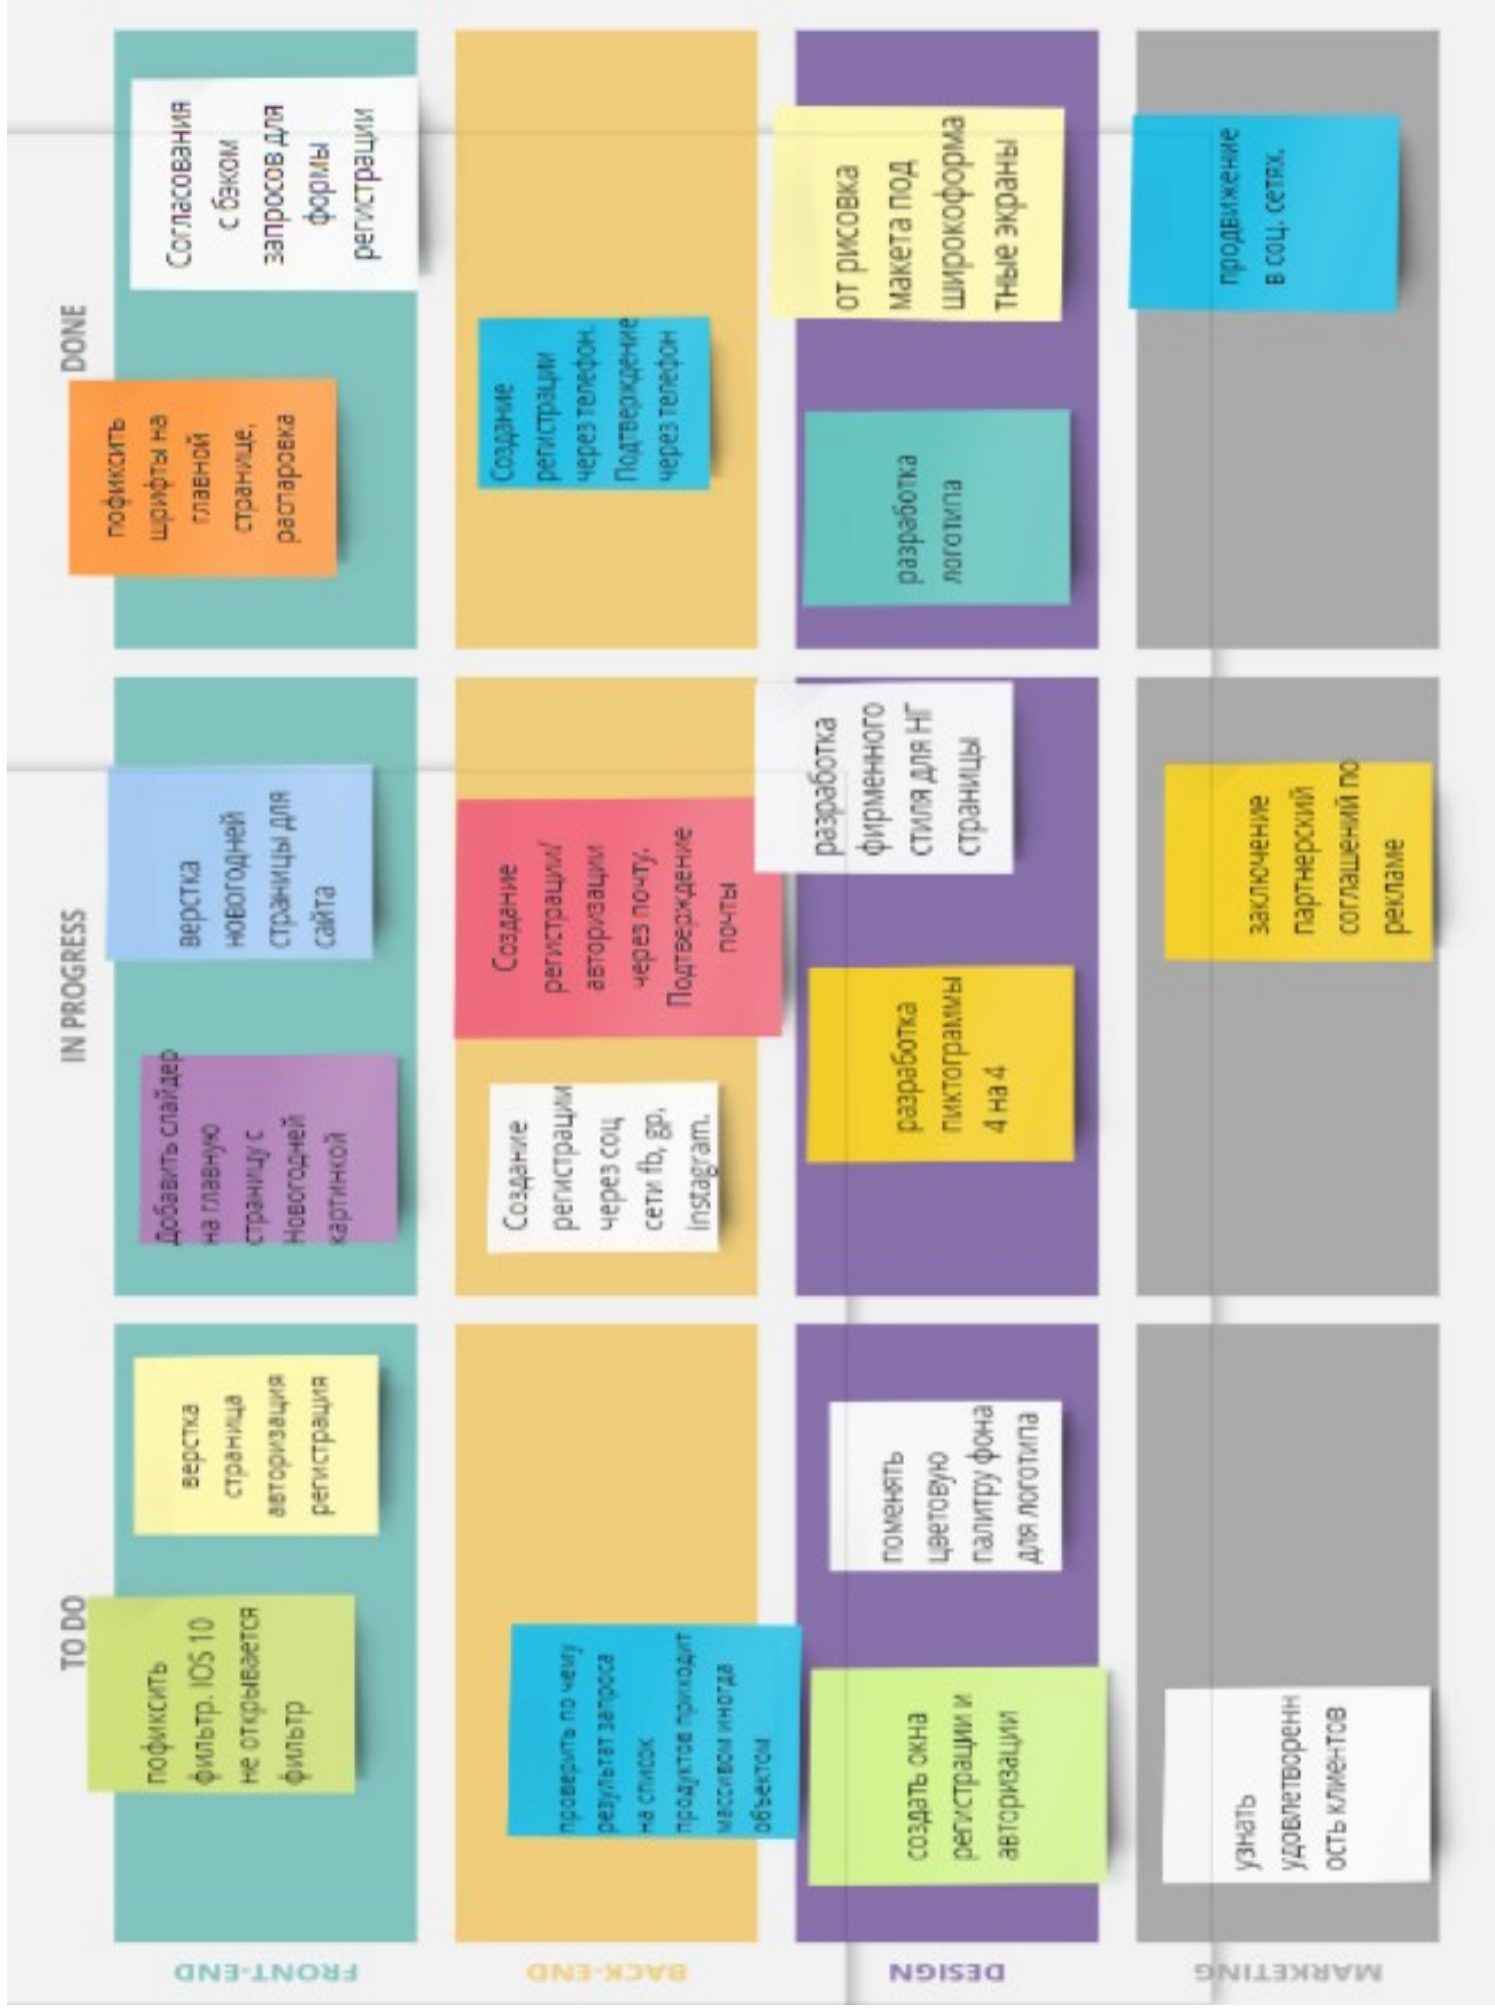 TO DO
IN PROGRESS
DONE
FRONT-END
пофиксить
фильтр. IOS 10
не открывается
фильтр
верстка
страница
авторизация
регистрация
Добавить слайдер
на главную
страницу с
Новогодней
картинкой
верстка
новогодней
страницы для
сайта
пофиксить
шрифты на
главной
странице,
распаровка
Согласования
с бэком
запросов для
формы
регистрации
BACK-END
проверить по чему
результат запроса
на список
продуктов приходит
массивом иногда
объектом
Создание
регистрации
через соц
сети fb, gp,
instagram.
Создание
регистрации/
авторизации
через почту.
Подтверждение
почты
Создание
регистрации
через телефон.
Подтверждение
через телефон
DESIGN
создать окна
регистрации и
авторизации
поменять
цветовую
палитру фона
для логотипа
разработка
пиктограммы
4 на 4
разработка
фирменного
стиля для НГ
страницы
разработка
логотипа
от рисовка
макета под
широкоформа
тные экраны
MARKETING
узнать
удовлетворенн
ость клиентов
заключение
партнерский
соглашений по
рекламе
продвижение
в соц. сетях.